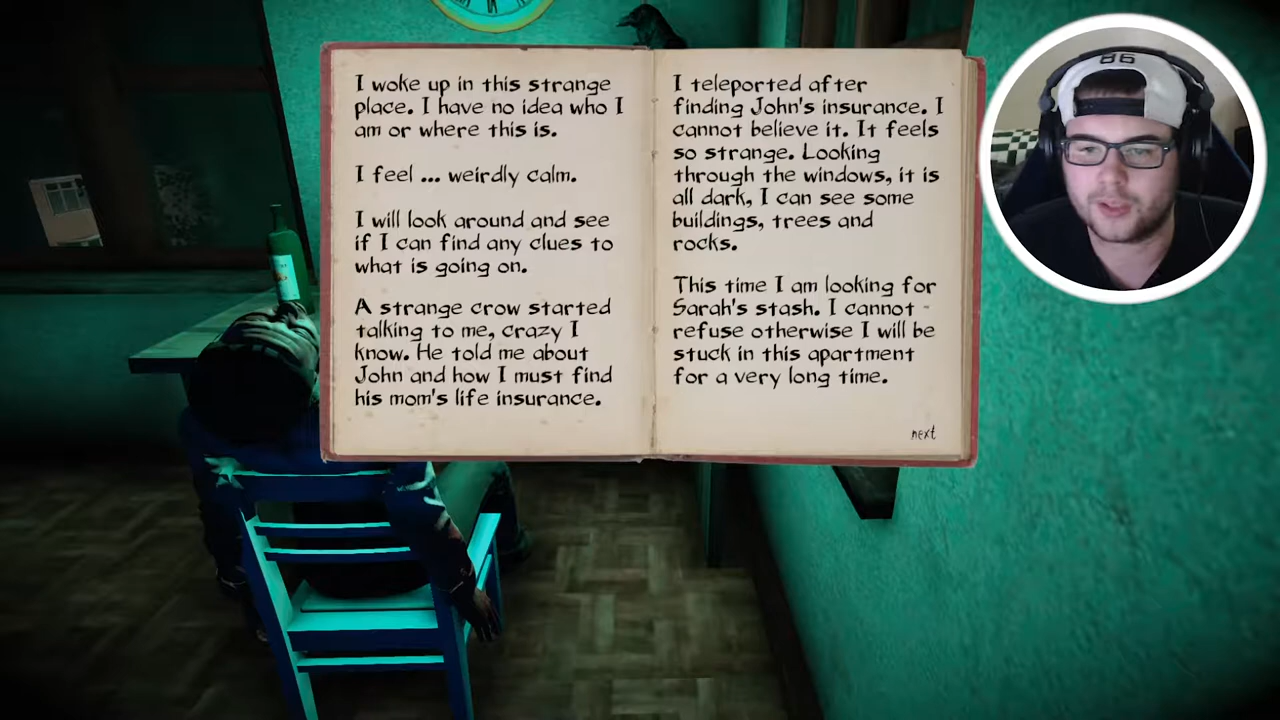 86
I woke up in this strange
place. I have no idea who I
am or where this is.
I feel ... weirdly calm.
I will look around and see
if I can find any clues to
what is going on.
A strange crow started
talking to me, crazy I
know. He told me about
John and how I must find
his mom's life insurance.
I teleported after
finding John's insurance. I
cannot believe it. It feels
so strange. Looking
through the windows, it is
all dark, I can see some
buildings, trees and
rocks.
This time I am looking for
Sarah's stash. I cannot
refuse otherwise I will be
stuck in this apartment
for a very long time.
next